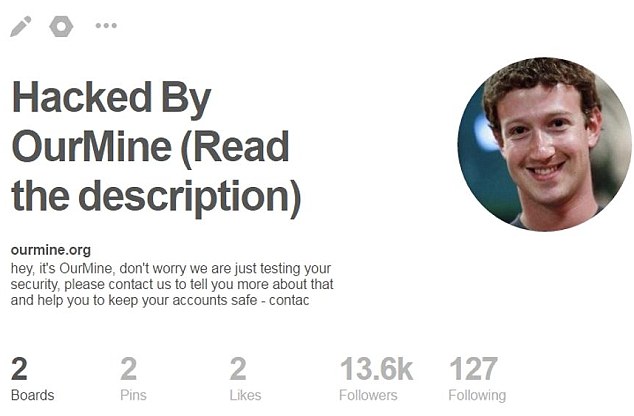 Hacked By
OurMine (Read
the description)
ourmine.org
hey, it's OurMine, don't worry we are just testing your
security, please contact us to tell you more about that
and help you to keep your accounts safe - contac
2 2 2 13.6k 127
Boards Pins Likes Followers Following